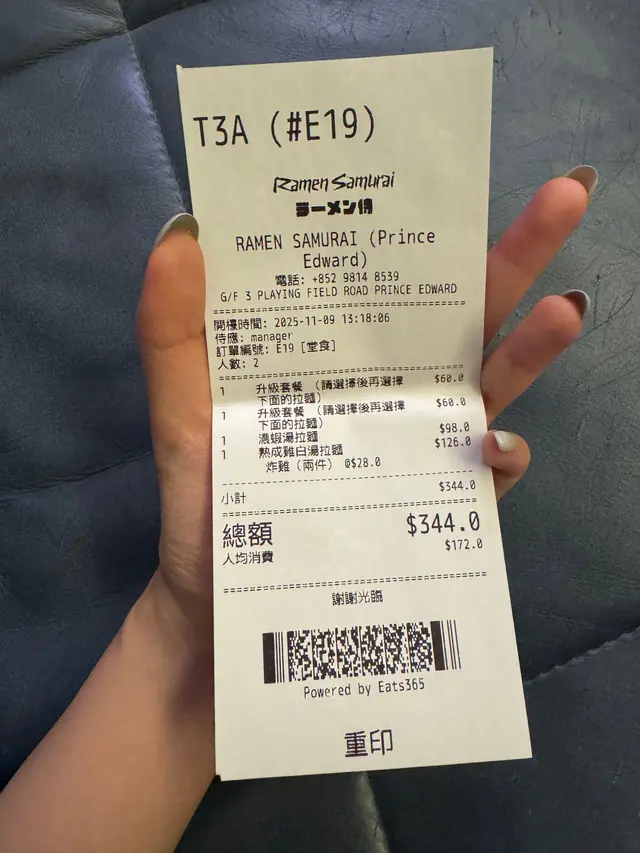 T3A (#E19)
Ramen Samurai
ラーメン侍
RAMEN SAMURAI (Prince
Edward)
電話: +852 9814 8539
G/F 3 PLAYING FIELD ROAD PRINCE EDWARD
開檯時間: 2025-11-09 13:18:06
侍應: manager
訂單編號: E19 [堂食]
人數: 2
1 升級套餐 (請選擇後再選擇 $60.0
下面的拉麵)
1 升級套餐 (請選擇後再選擇 $60.0
下面的拉麵)
1 濃蝦湯拉麵 $98.0
1 熟成雞白湯拉麵 $126.0
炸雞 (兩件) @$28.0
小計 $344.0
總額 $344.0
人均消費 $172.0
謝謝光臨
Powered by Eats365
重印